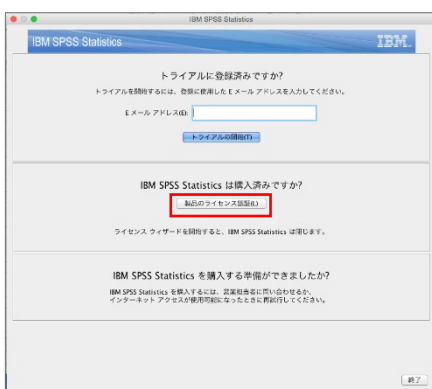 IBM SPSS Statistics
IBM SPSS Statistics
IBM.
トライアルに登録済みですか?
トライアルを開始するには、登録に使用した E メール アドレスを入力してください。
E メール アドレス(E):
トライアルの開始(T)
IBM SPSS Statistics は購入済みですか?
製品のライセンス認証(L)
ライセンス ウィザードを開始すると、IBM SPSS Statistics は閉じます。
IBM SPSS Statistics を購入する準備ができましたか?
IBM SPSS Statistics を購入するには、営業担当者に問い合わせるか、
インターネット アクセスが使用可能になったときに再試行してください。
終了